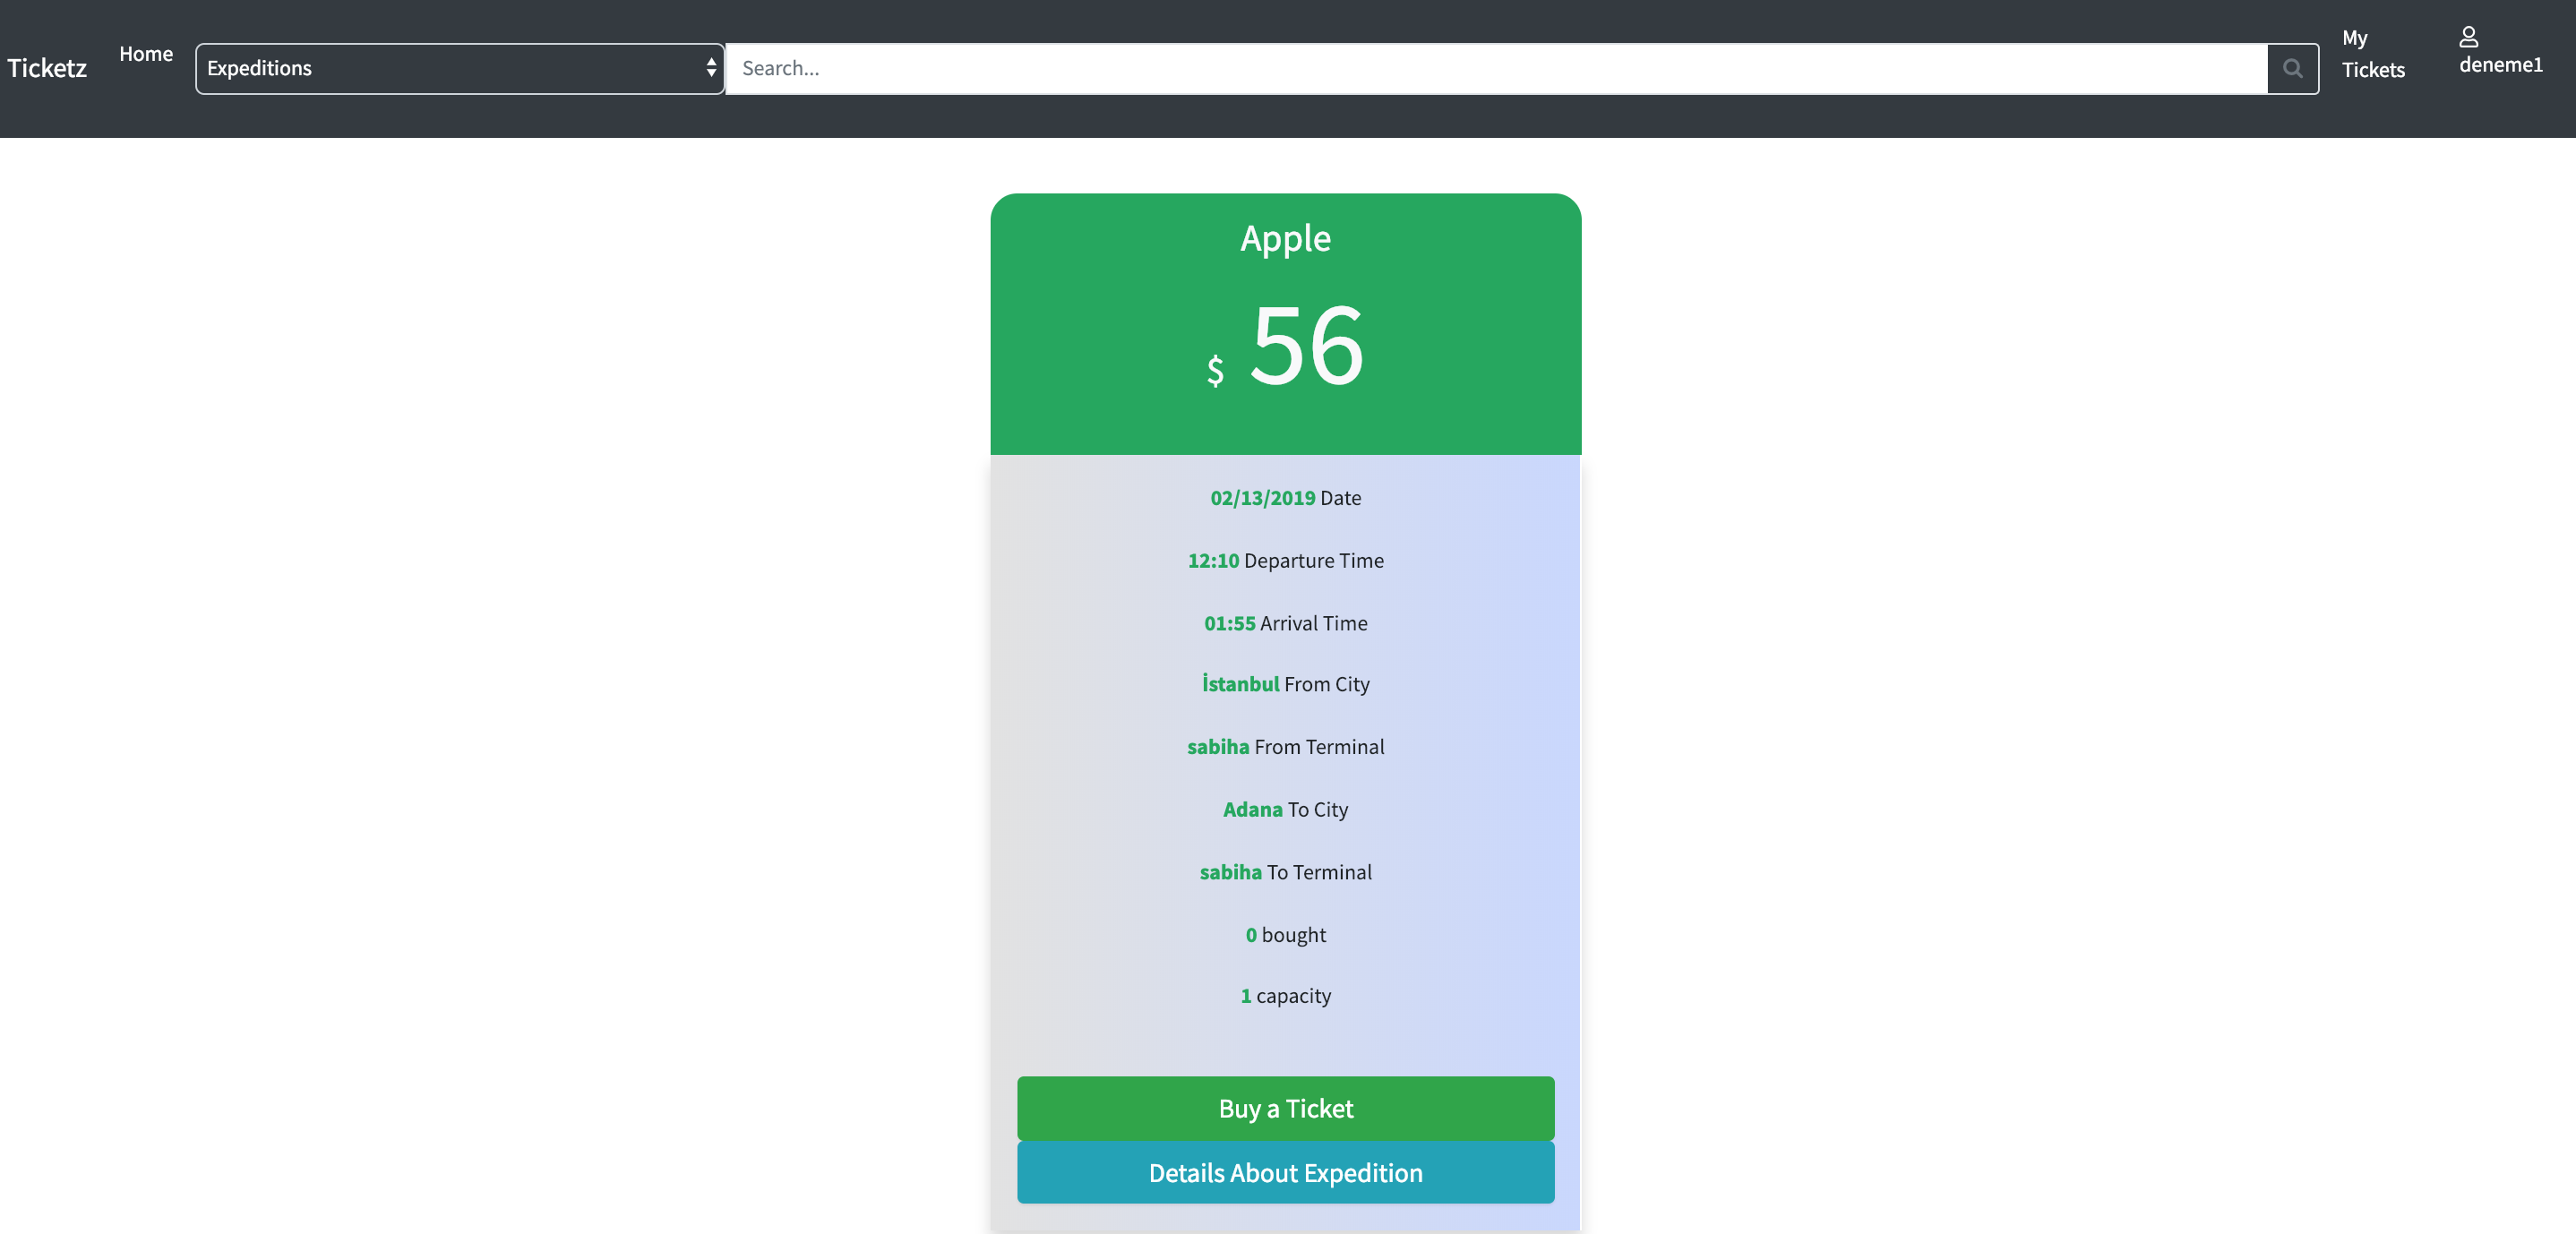 Ticketz
Home
Expeditions
Search...
My
Tickets
deneme1
Apple
$ 56
02/13/2019 Date
12:10 Departure Time
01:55 Arrival Time
İstanbul From City
sabiha From Terminal
Adana To City
sabiha To Terminal
0 bought
1 capacity
Buy a Ticket
Details About Expedition